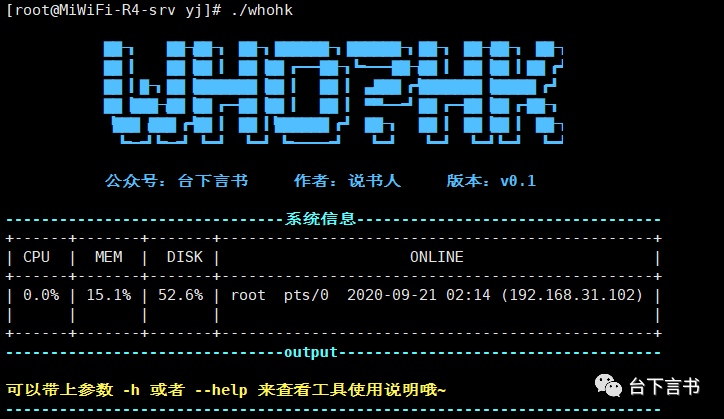 [root@MiWiFi-R4-srv yj]# ./whohk
WHO?HK
公众号：台下言书 作者：说书人 版本：v0.1
-------------------------------系统信息----------------------------------
+------+-------+-------+------------------------------------------------+
| CPU | MEM | DISK | ONLINE |
+------+-------+-------+------------------------------------------------+
| 0.0% | 15.1% | 52.6% | root pts/0 2020-09-21 02:14 (192.168.31.102) |
| | | | |
+------+-------+-------+------------------------------------------------+
-------------------------------output------------------------------------
可以带上参数 -h 或者 --help 来查看工具使用说明哦~
-------------------------------------------------------------------------
台下言书